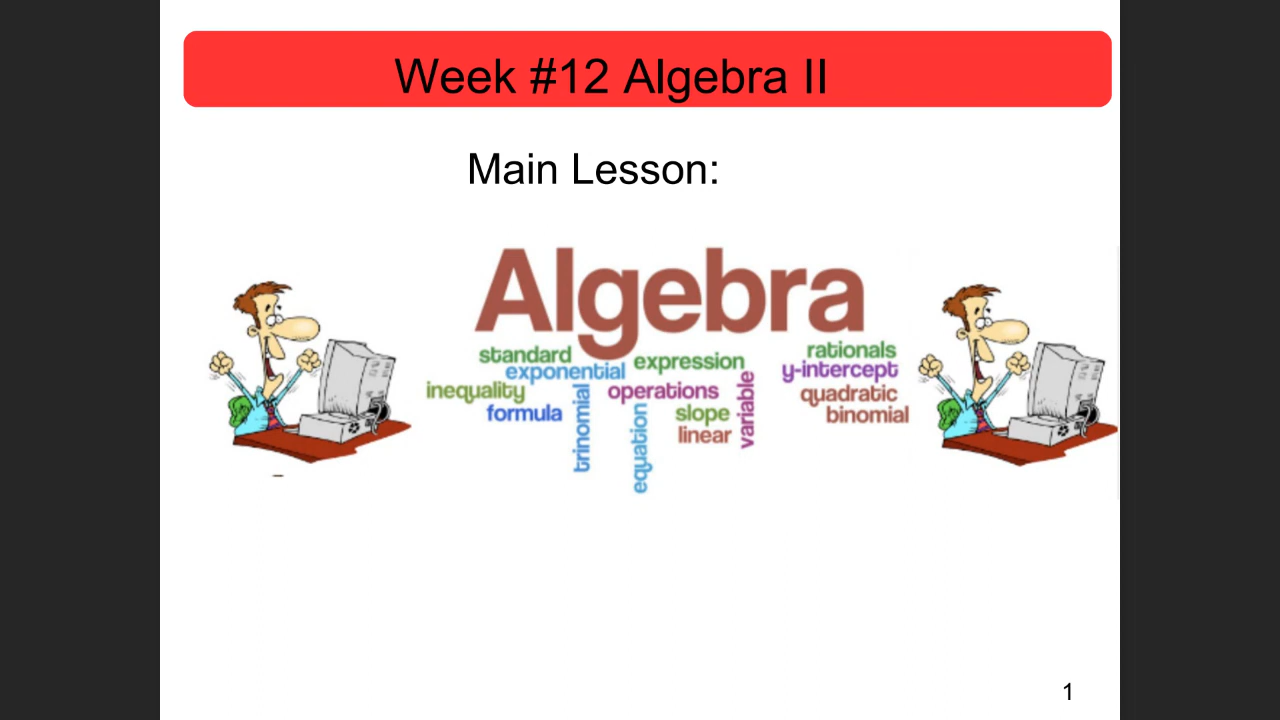 Week #12 Algebra II
Main Lesson:
Algebra
standard
expression
rationals
exponential
y-intercept
inequality
operations
variable
quadratic
formula
trinomial
equation
slope
binomial
linear
1